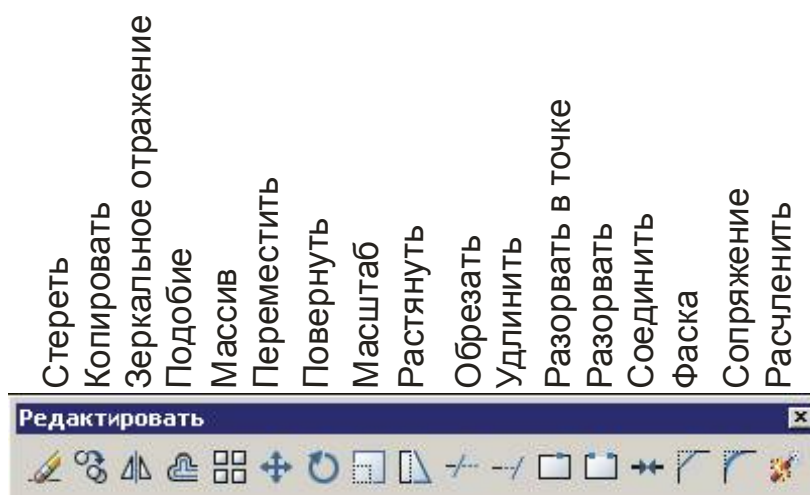 Стереть
Копировать
Зеркальное отражение
Подобие
Массив
Переместить
Повернуть
Масштаб
Растянуть
Обрезать
Удлинить
Разорвать в точке
Разорвать
Соединить
Фаска
Сопряжение
Расчленить
Редактировать